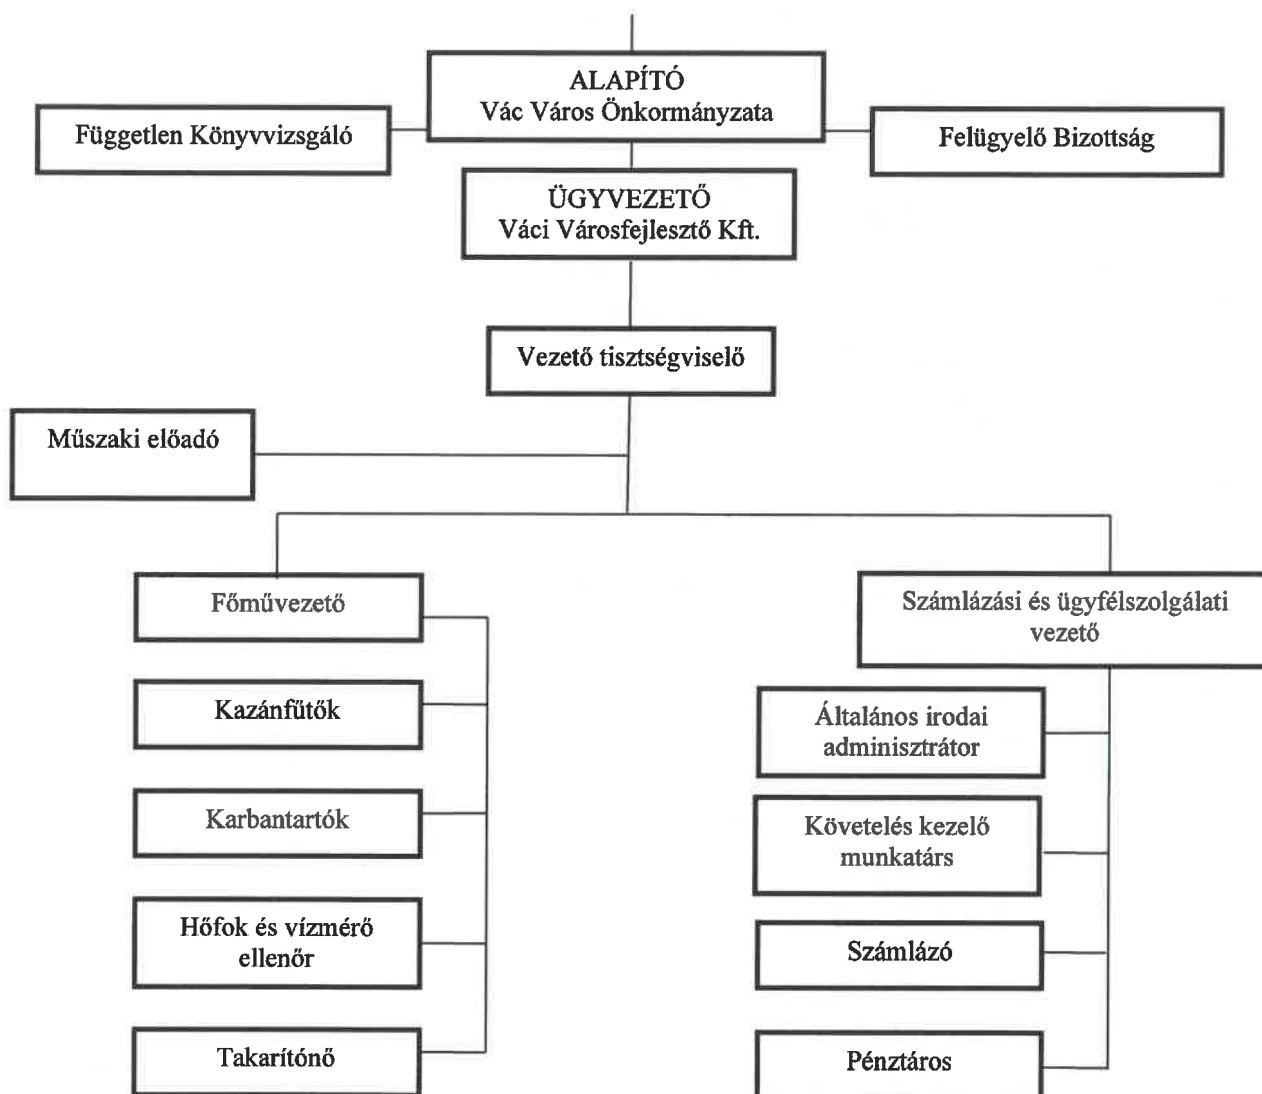 ALAPÍTÓ
Vác Város Önkormányzata
Független Könyvvizsgáló
Felügyelő Bizottság
ÜGYVEZETŐ
Váci Városfejlesztő Kft.
Vezető tisztségviselő
Műszaki előadó
Főművezető
Kazánfűtők
Karbantartók
Hőfok és vízmérő
ellenőr
Takarítónő
Számlázási és ügyfélszolgálati
vezető
Általános irodai
adminisztrátor
Követelés kezelő
munkatárs
Számlázó
Pénztáros